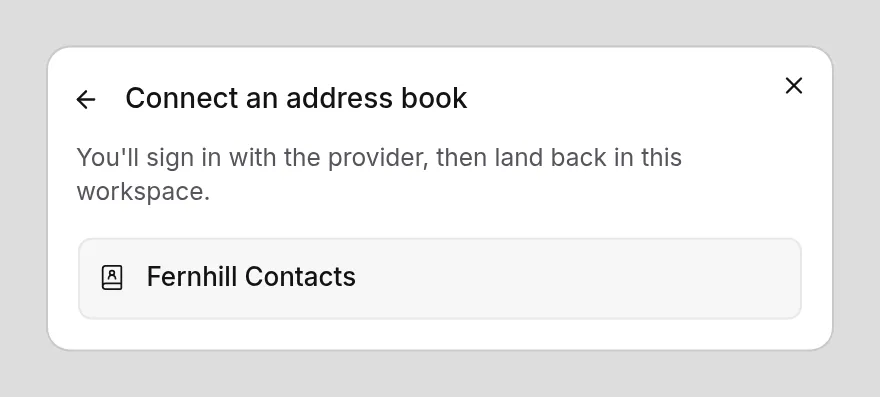 Connect an address book
You'll sign in with the provider, then land back in this
workspace.
Fernhill Contacts